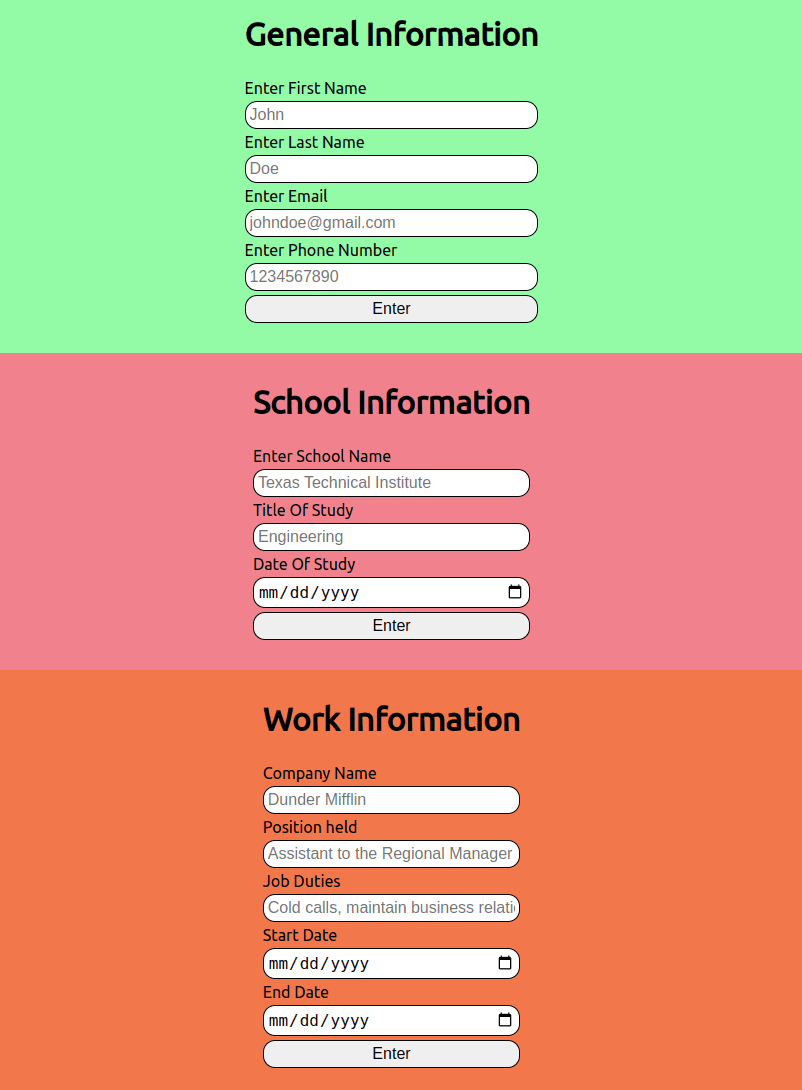 General Information
Enter First Name
John
Enter Last Name
Doe
Enter Email
johndoe@gmail.com
Enter Phone Number
1234567890
Enter
School Information
Enter School Name
Texas Technical Institute
Title Of Study
Engineering
Date Of Study
mm/dd/yyyy
Enter
Work Information
Company Name
Dunder Mifflin
Position held
Assistant to the Regional Manager
Job Duties
Cold calls, maintain business relati
Start Date
mm/dd/yyyy
End Date
mm/dd/yyyy
Enter